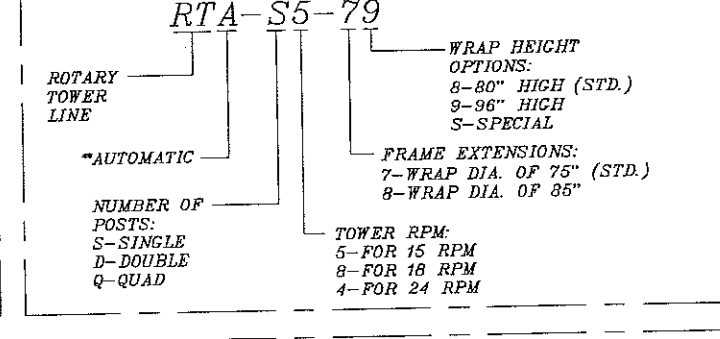 RTA-S5-79
ROTARY
TOWER
LINE
**AUTOMATIC
NUMBER OF
POSTS:
S-SINGLE
D-DOUBLE
Q-QUAD
WRAP HEIGHT
OPTIONS:
8-80" HIGH (STD.)
9-96" HIGH
S-SPECIAL
FRAME EXTENSIONS:
7-WRAP DIA. OF 75" (STD.)
8-WRAP DIA. OF 85"
TOWER RPM:
5-FOR 15 RPM
8-FOR 18 RPM
4-FOR 24 RPM